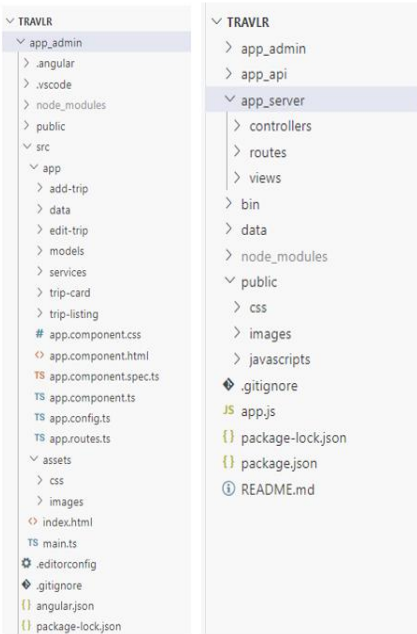 TRAVLR
app_admin
.angular
.vscode
node_modules
public
src
app
add-trip
data
edit-trip
models
services
trip-card
trip-listing
# app.component.css
<> app.component.html
TS app.component.spec.ts
TS app.component.ts
TS app.config.ts
TS app.routes.ts
assets
css
images
<> index.html
TS main.ts
.editorconfig
.gitignore
{} angular.json
{} package-lock.json
TRAVLR
app_admin
app_api
app_server
controllers
routes
views
bin
data
node_modules
public
css
images
javascripts
.gitignore
JS app.js
{} package-lock.json
{} package.json
README.md